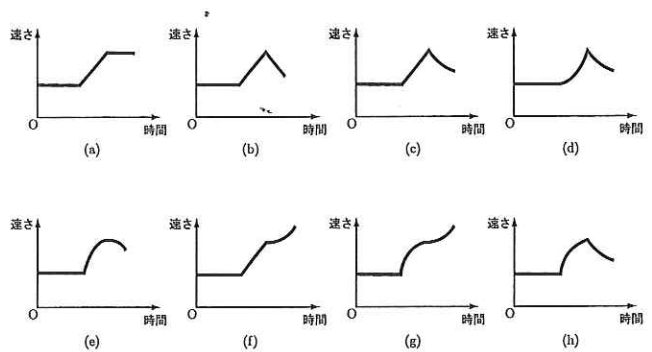 速さ 速さ 速さ 速さ
O 時間 O 時間 O 時間 O 時間
(a) (b) (c) (d)
速さ 速さ 速さ 速さ
O 時間 O 時間 O 時間 O 時間
(e) (f) (g) (h)